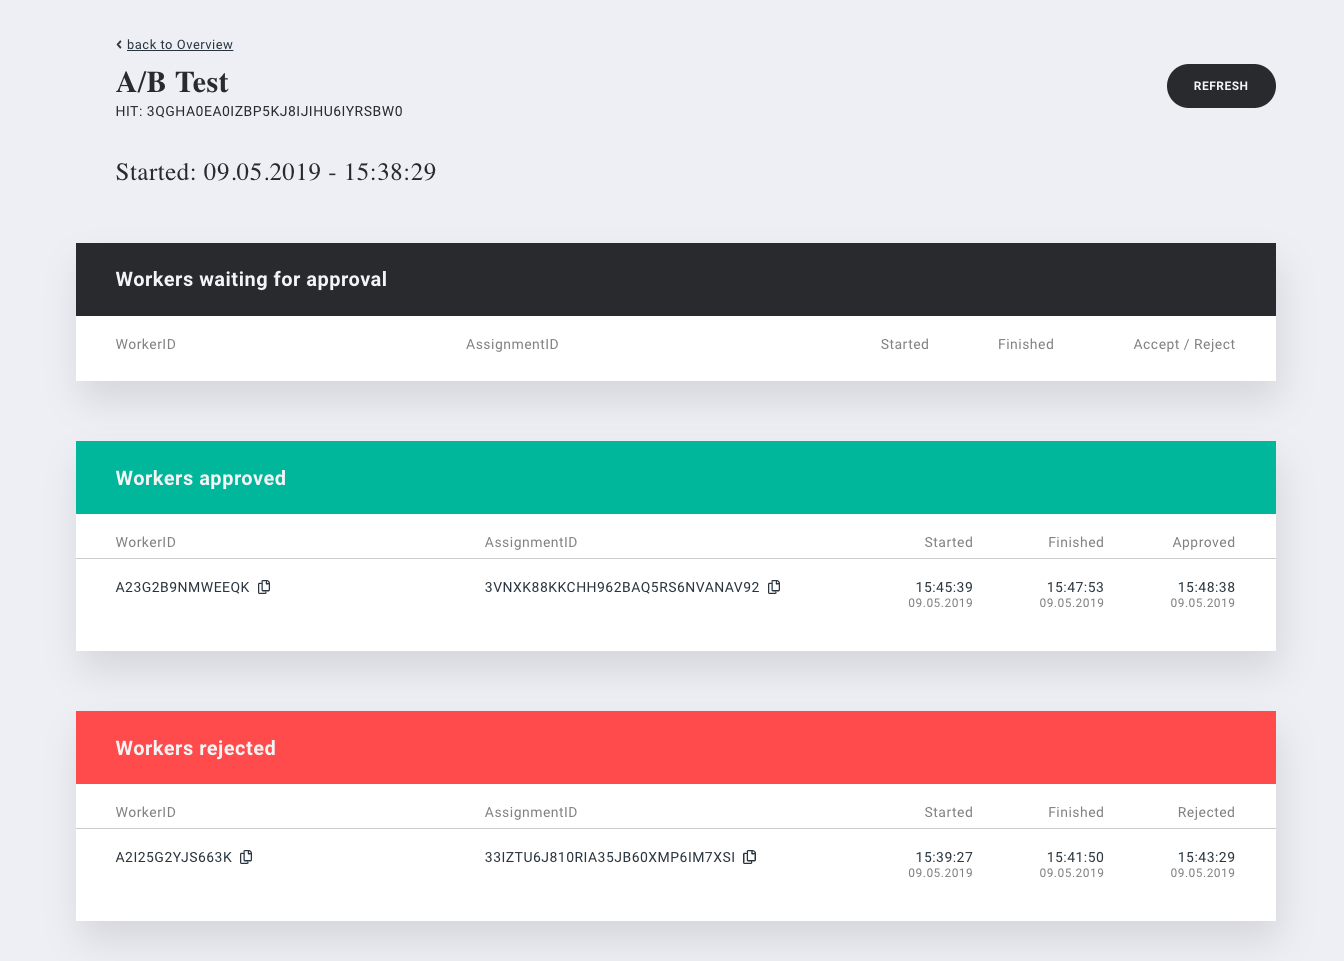 back to Overview
A/B Test
REFRESH
HIT: 3QGHA0EA0IZBP5KJ8IJIHU6IYRSBW0
Started: 09.05.2019 - 15:38:29
Workers waiting for approval
WorkerID AssignmentID Started Finished Accept / Reject
Workers approved
WorkerID AssignmentID Started Finished Approved
A23G2B9NMWEEQK 3VNXK88KKCHH962BAQ5RS6NVANAV92 15:45:39 15:47:53 15:48:38
09.05.2019 09.05.2019 09.05.2019
Workers rejected
WorkerID AssignmentID Started Finished Rejected
A2I25G2YJS663K 33IZTU6J810RIA35JB60XMP6IM7XSI 15:39:27 15:41:50 15:43:29
09.05.2019 09.05.2019 09.05.2019